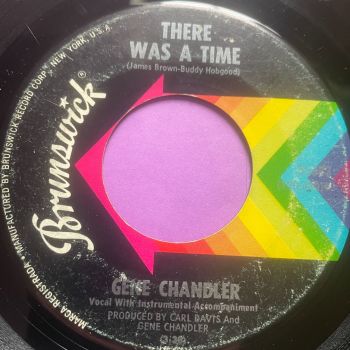 THERE
WAS A TIME
(James Brown-Buddy Hobgood)
Brunswick
MANUFACTURED BY BRUNSWICK RECORD CORP. NEW YORK, U.S.A.
MARCA REGISTRADA
GENE CHANDLER
Vocal With Instrumental Accompaniment
PRODUCED BY CARL DAVIS And
GENE CHANDLER